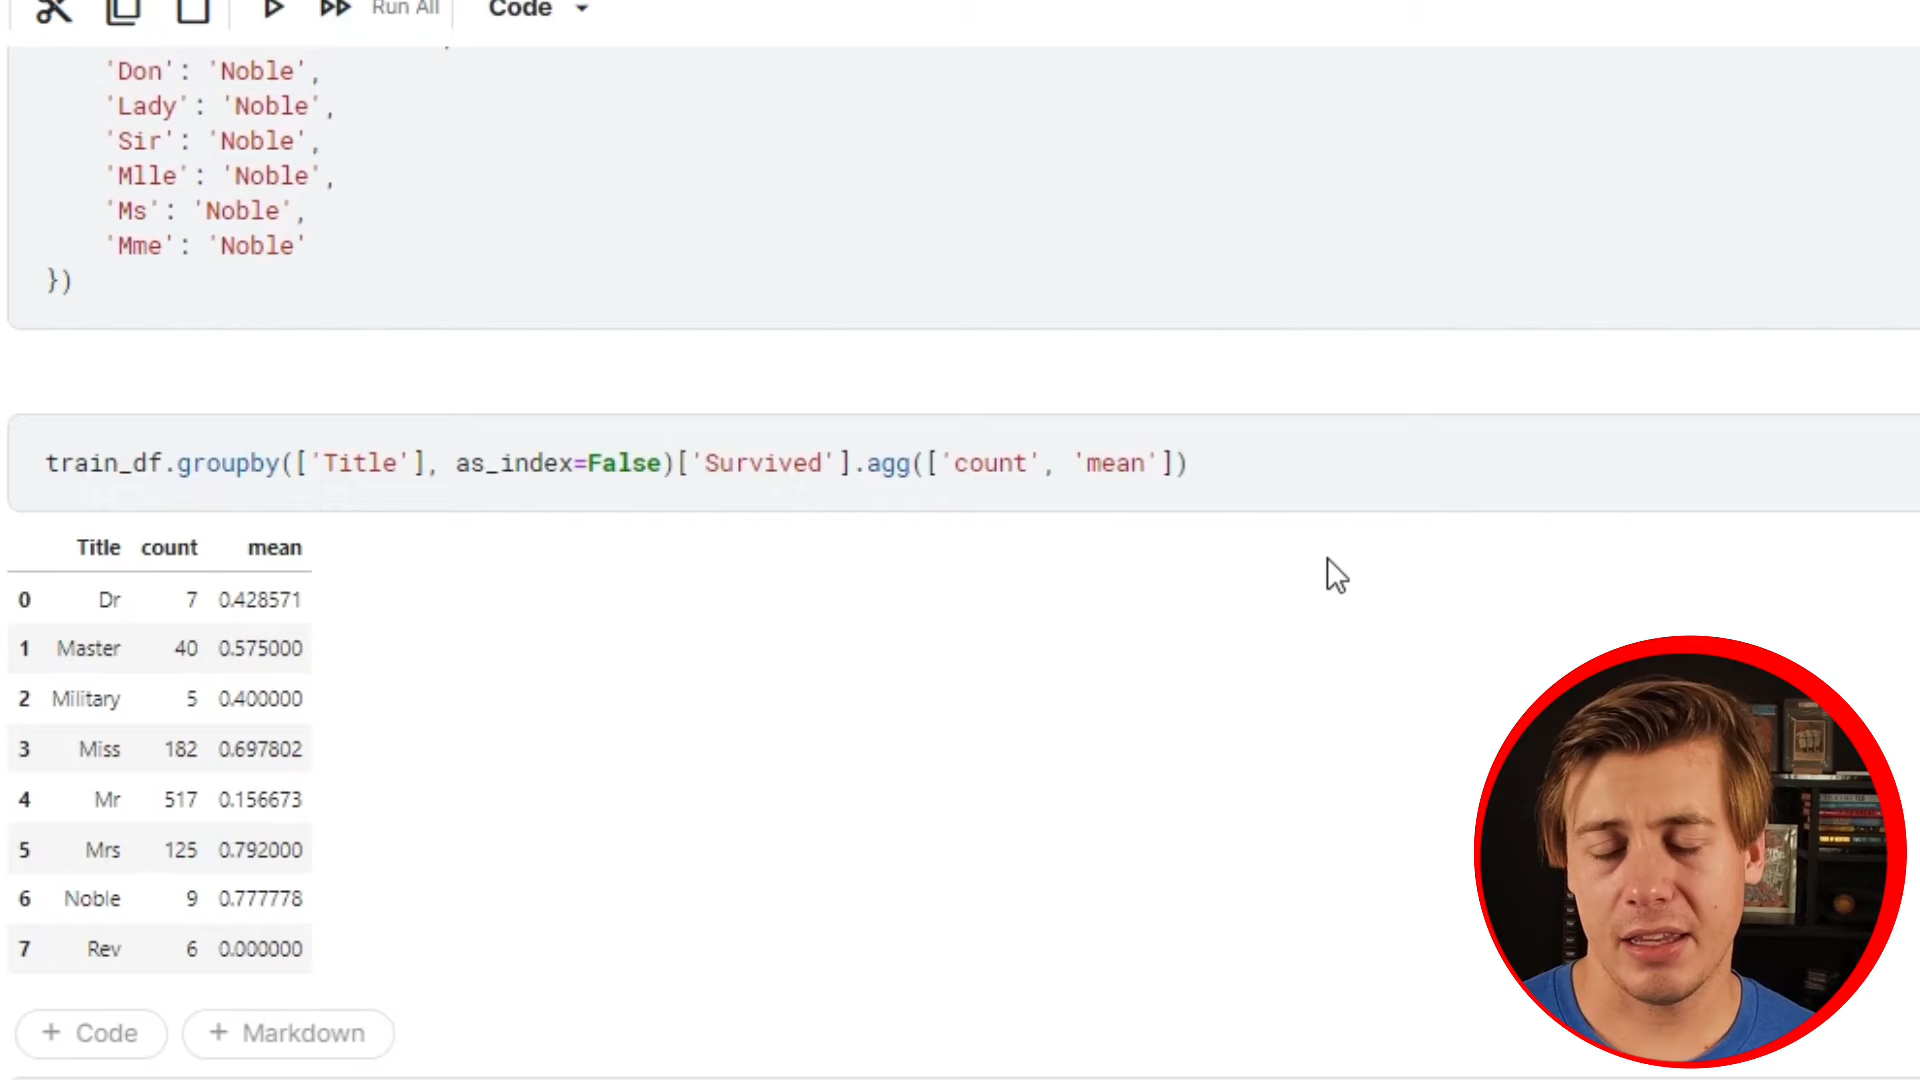 Run All
Code
'Don': 'Noble',
'Lady': 'Noble',
'Sir': 'Noble',
'Mlle': 'Noble',
'Ms': 'Noble',
'Mme': 'Noble'
})
train_df.groupby(['Title'], as_index=False)['Survived'].agg(['count', 'mean'])
Title count mean
0 Dr 7 0.428571
1 Master 40 0.575000
2 Military 5 0.400000
3 Miss 182 0.697802
4 Mr 517 0.156673
5 Mrs 125 0.792000
6 Noble 9 0.777778
7 Rev 6 0.000000
+ Code
+ Markdown